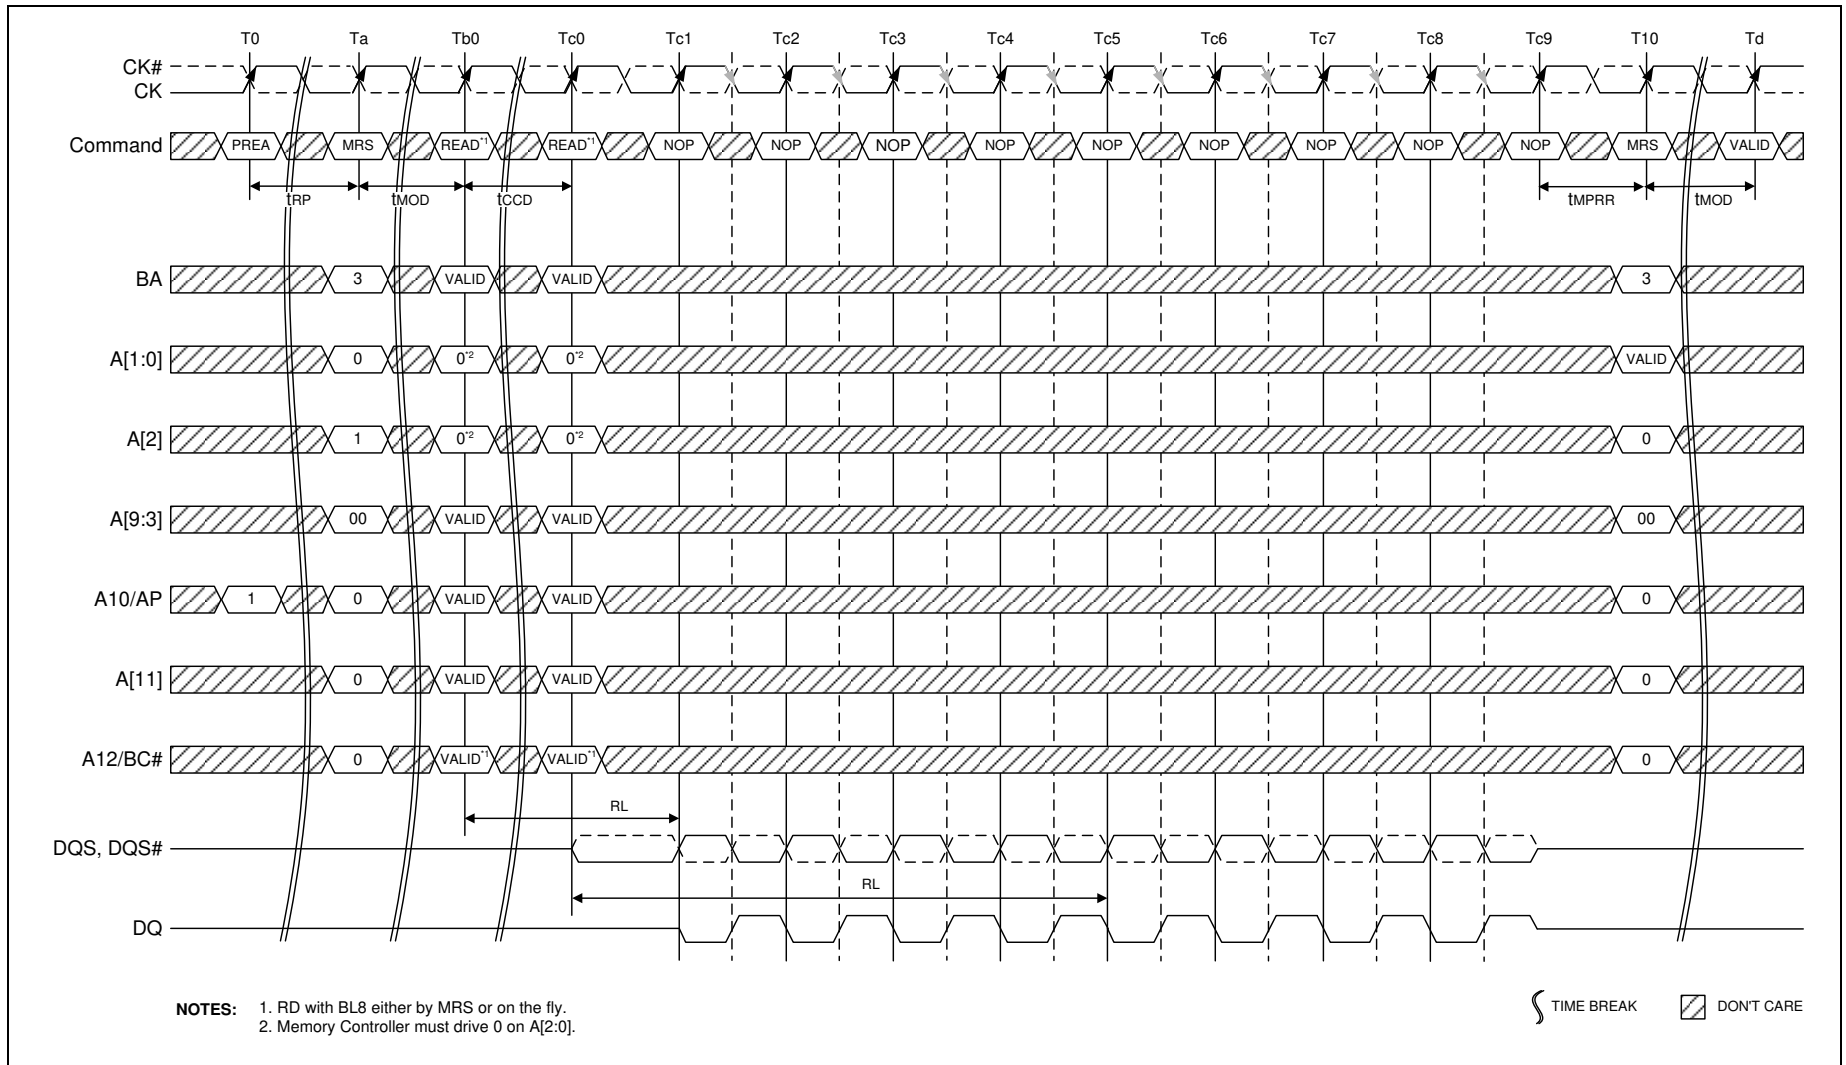 T0 Ta Tb0 Tc0 Tc1 Tc2 Tc3 Tc4 Tc5 Tc6 Tc7 Tc8 Tc9 T10 Td
CK#
CK
Command PREA MRS READ*1 READ*1 NOP NOP NOP NOP NOP NOP NOP NOP NOP MRS VALID
tRP tMOD tCCD tMPRR tMOD
BA 3 VALID VALID 3
A[1:0] 0 0*2 0*2 VALID
A[2] 1 0*2 0*2 0
A[9:3] 00 VALID VALID 00
A10/AP 1 0 VALID VALID 0
A[11] 0 VALID VALID 0
A12/BC# 0 VALID*1 VALID*1 0
RL
DQS, DQS#
RL
DQ
NOTES: 1. RD with BL8 either by MRS or on the fly.
2. Memory Controller must drive 0 on A[2:0].
TIME BREAK DON'T CARE